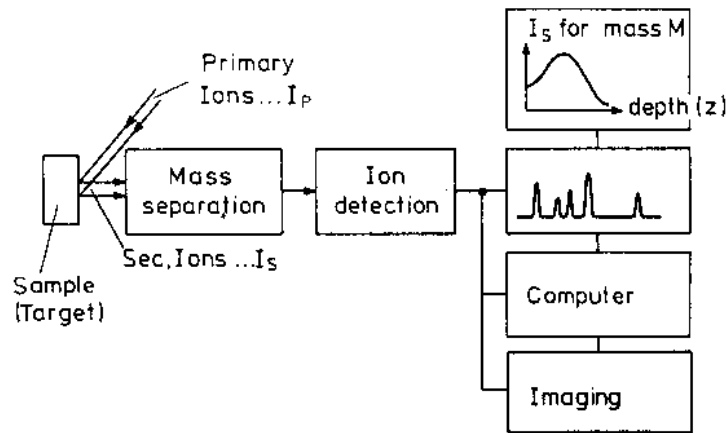 Primary
Ions...I_P
Mass
separation
Sec,Ions...I_S
Sample
(Target)
Ion
detection
I_S for mass M
depth (z)
Computer
Imaging